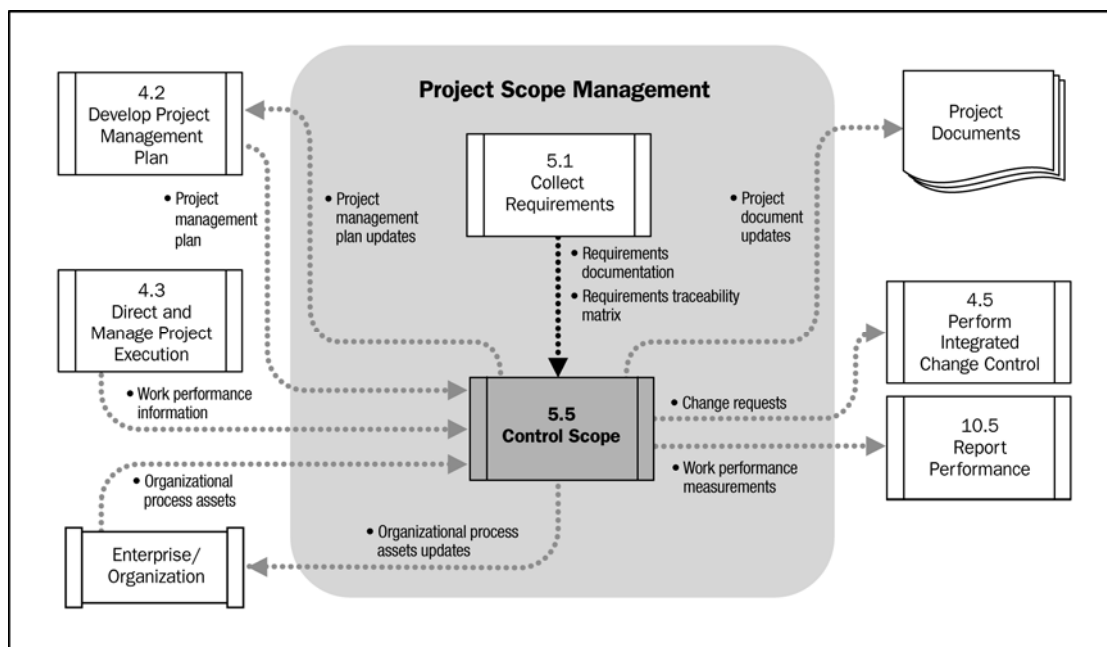 Project Scope Management
4.2
Develop Project
Management
Plan
5.1
Collect
Requirements
Project
Documents
• Project
management
plan
• Project
management
plan updates
• Project
document
updates
• Requirements
documentation
• Requirements traceability
matrix
4.3
Direct and
Manage Project
Execution
4.5
Perform
Integrated
Change Control
• Work performance
information
5.5
Control Scope
• Change requests
10.5
Report
Performance
• Work performance
measurements
• Organizational
process assets
• Organizational process
assets updates
Enterprise/
Organization